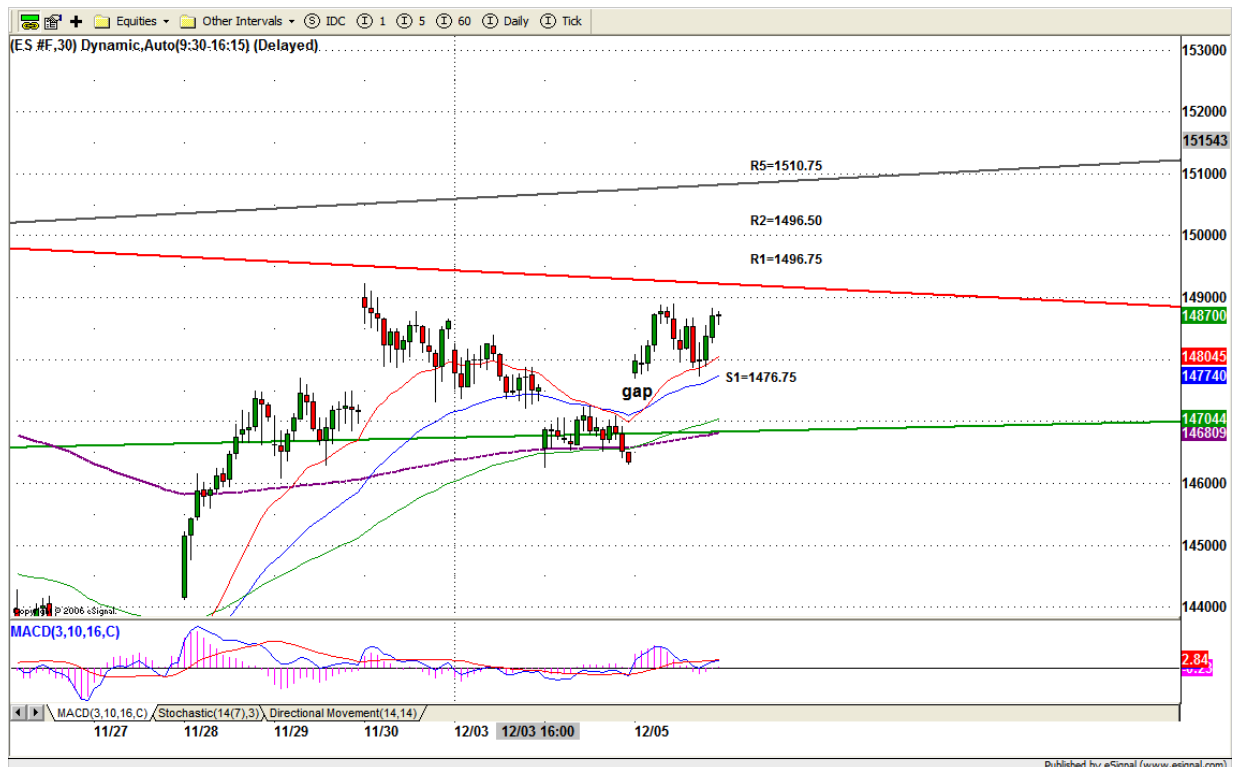 Equities Other Intervals S IDC I 1 I 5 I 60 I Daily I Tick
(ES #F,30) Dynamic,Auto(9:30-16:15) (Delayed)
153000
152000
151543
R5=1510.75
151000
R2=1496.50
150000
R1=1496.75
149000
148700
148045
147740
S1=1476.75
gap
147044
146809
146000
145000
144000
Copyright © 2006 eSignal.
MACD(3,10,16,C)
2.84
MACD(3,10,16,C) Stochastic(14(7),3) Directional Movement(14,14)
11/27 11/28 11/29 11/30 12/03 12/03 16:00 12/05
Published by eSignal (www.esignal.com)